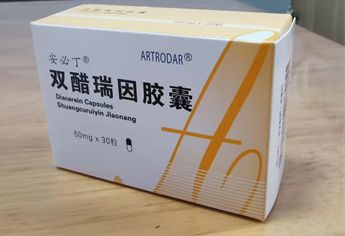 安必丁® ARTRODAR®
双醋瑞因胶囊
Diacerein Capsules
Shuangcuruiyin Jiaonang
50mg x 30粒